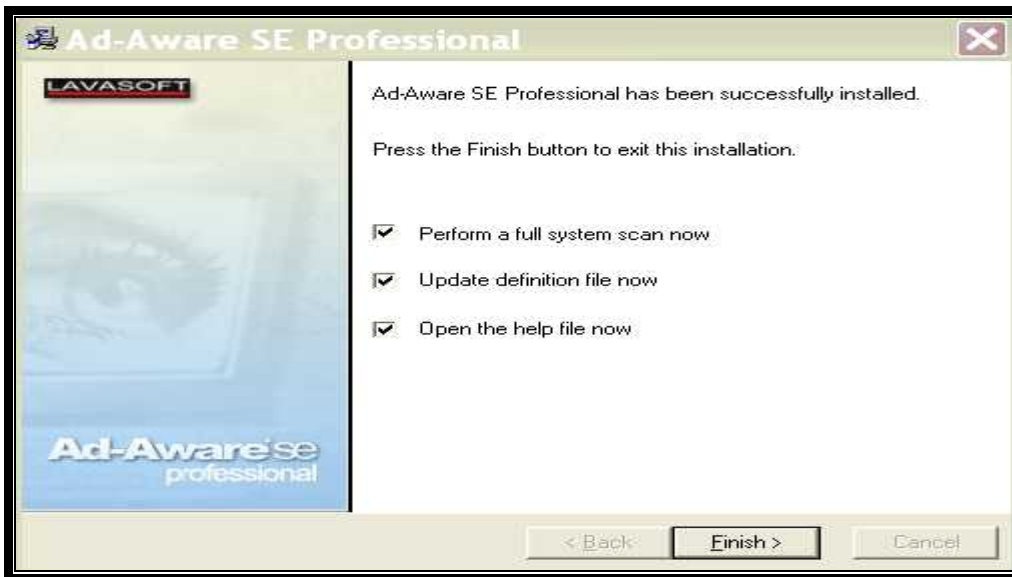 Ad-Aware SE Professional
LAVASOFT
Ad-Aware SE Professional has been successfully installed.
Press the Finish button to exit this installation.
Perform a full system scan now
Update definition file now
Open the help file now
Ad-Aware se
professional
< Back
Finish >
Cancel